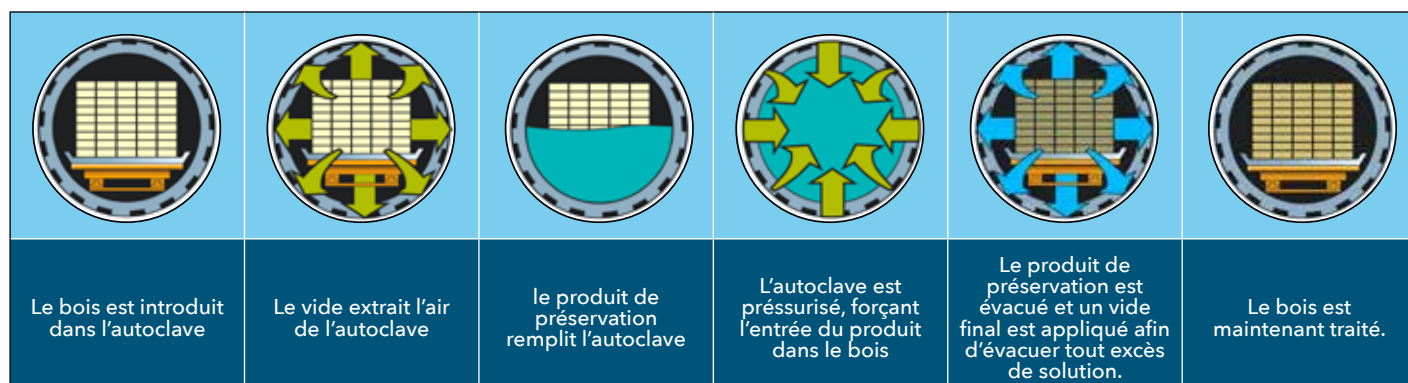 Le bois est introduit
dans l’autoclave
Le vide extrait l’air
de l’autoclave
le produit de
préservation
remplit l’autoclave
L’autoclave est
préssurisé, forçant
l’entrée du produit
dans le bois
Le produit de
préservation est
évacué et un vide
final est appliqué afin
d’évacuer tout excès
de solution.
Le bois est
maintenant traité.